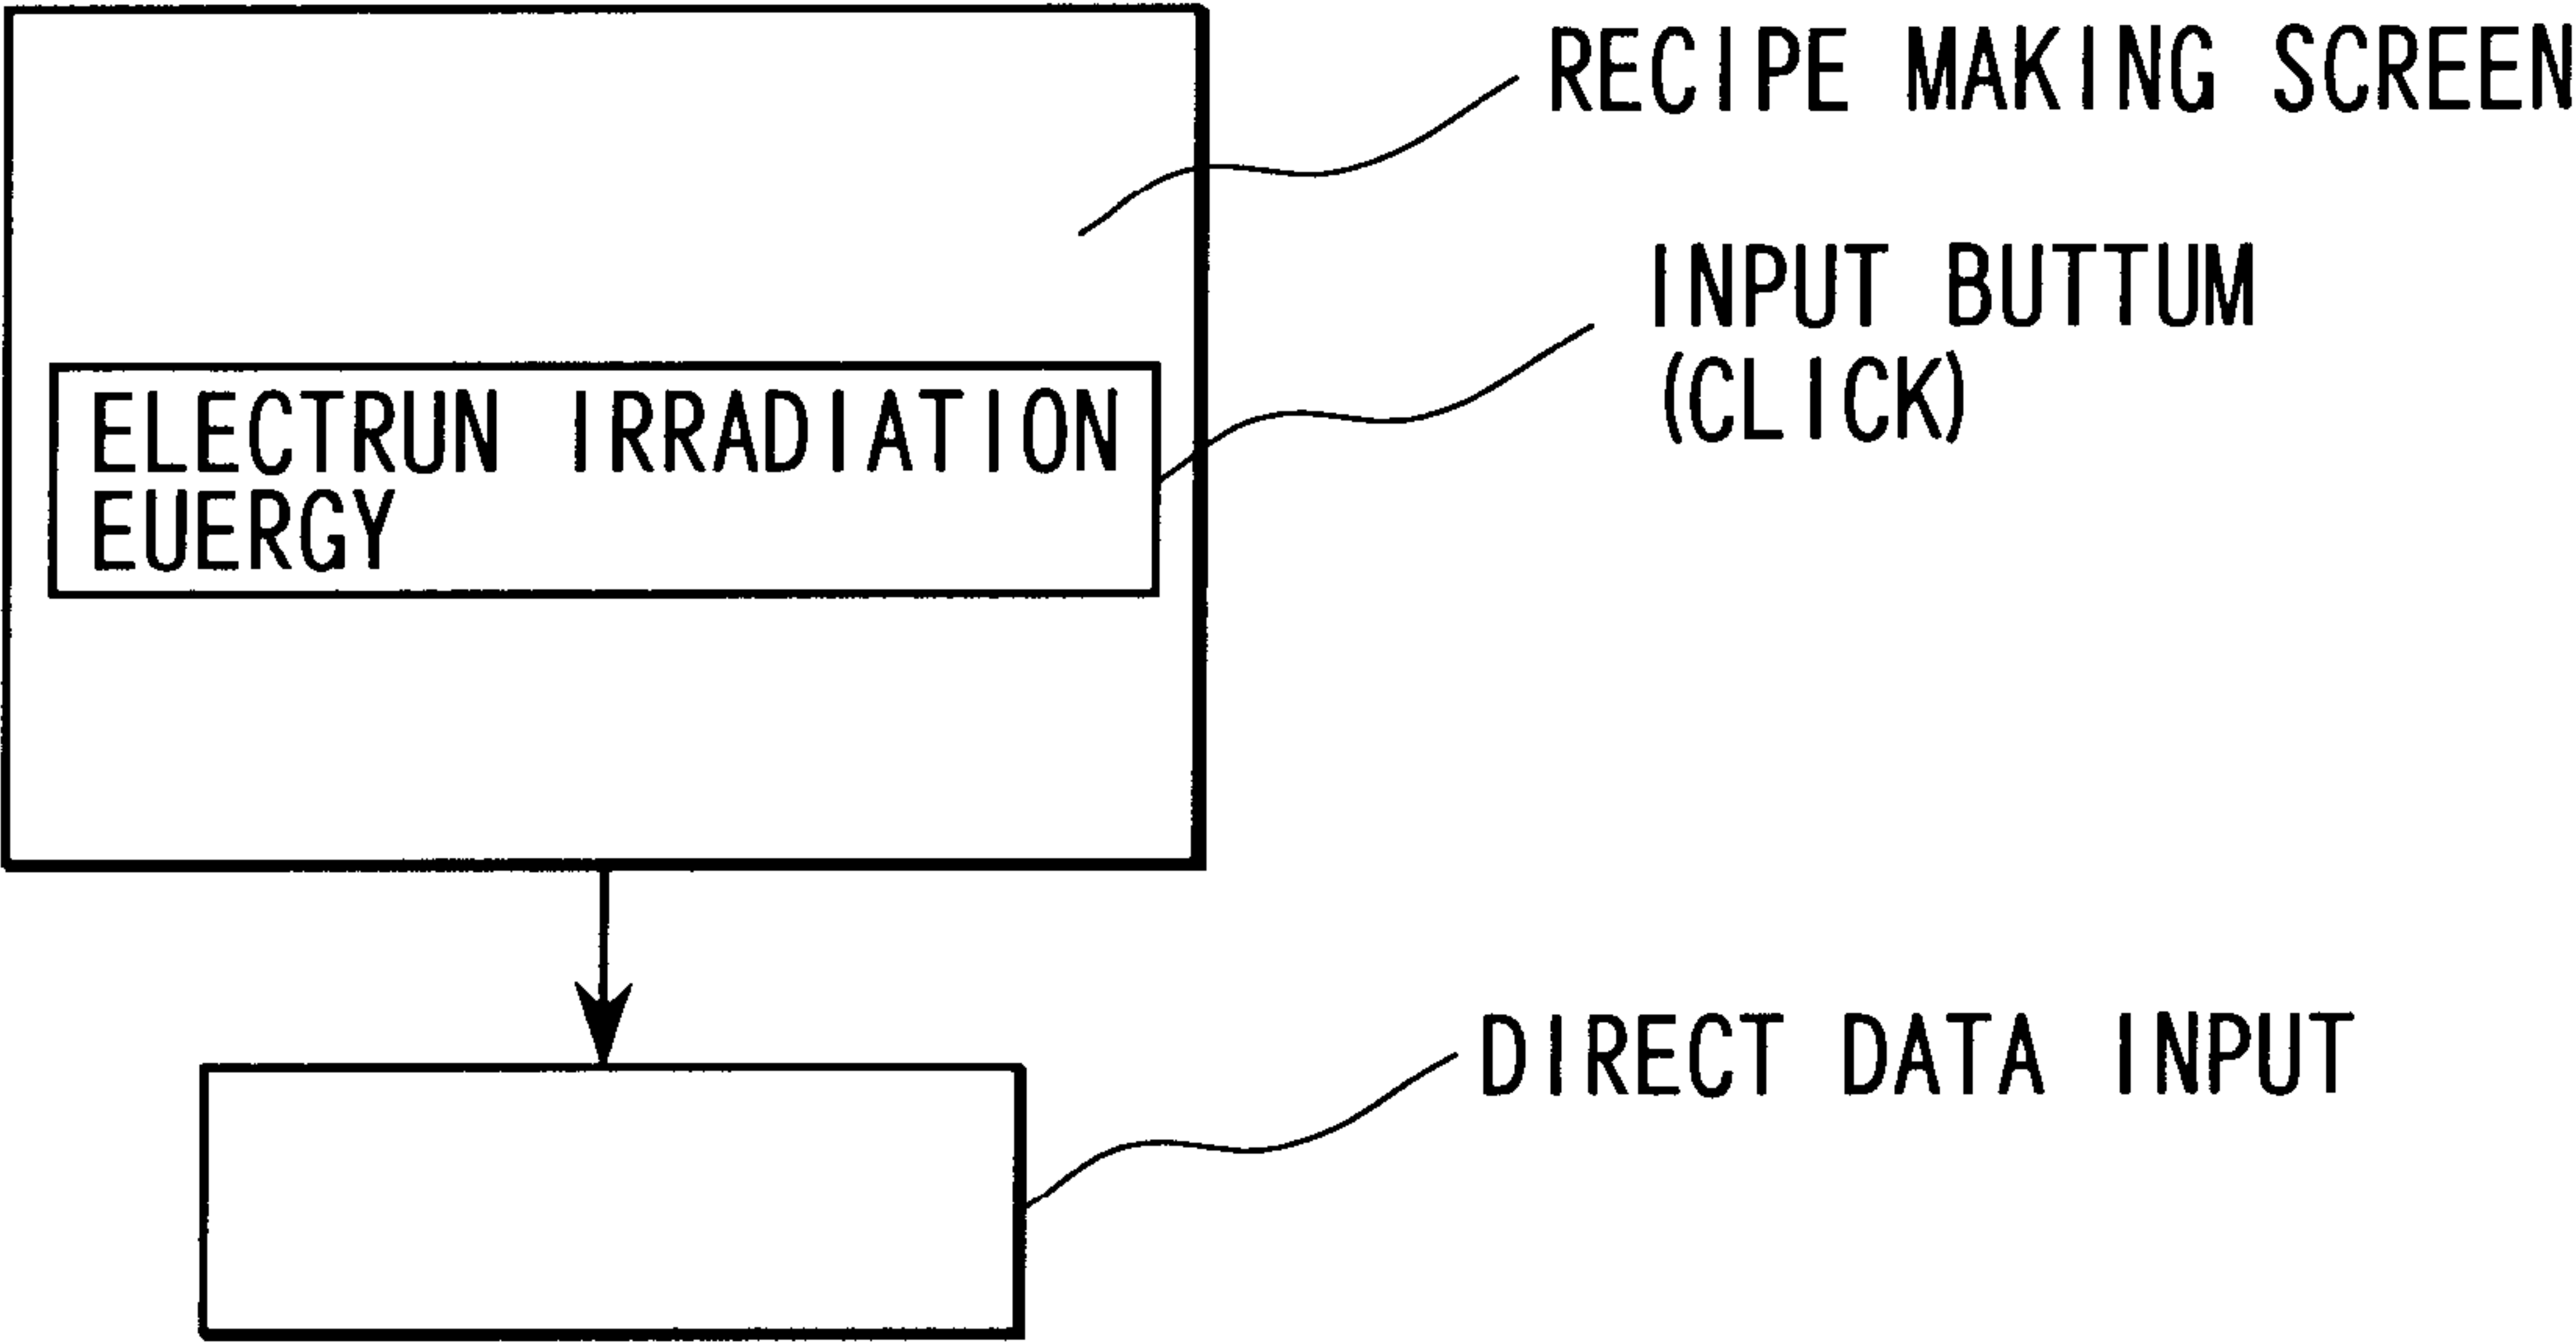 RECIPE MAKING SCREEN
INPUT BUTTUM
(CLICK)
ELECTRUN IRRADIATION
EUERGY
DIRECT DATA INPUT